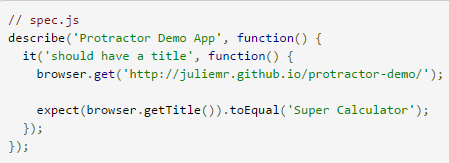 // spec.js
describe('Protractor Demo App', function() {
  it('should have a title', function() {
    browser.get('http://juliemr.github.io/protractor-demo/');

    expect(browser.getTitle()).toEqual('Super Calculator');
  });
});